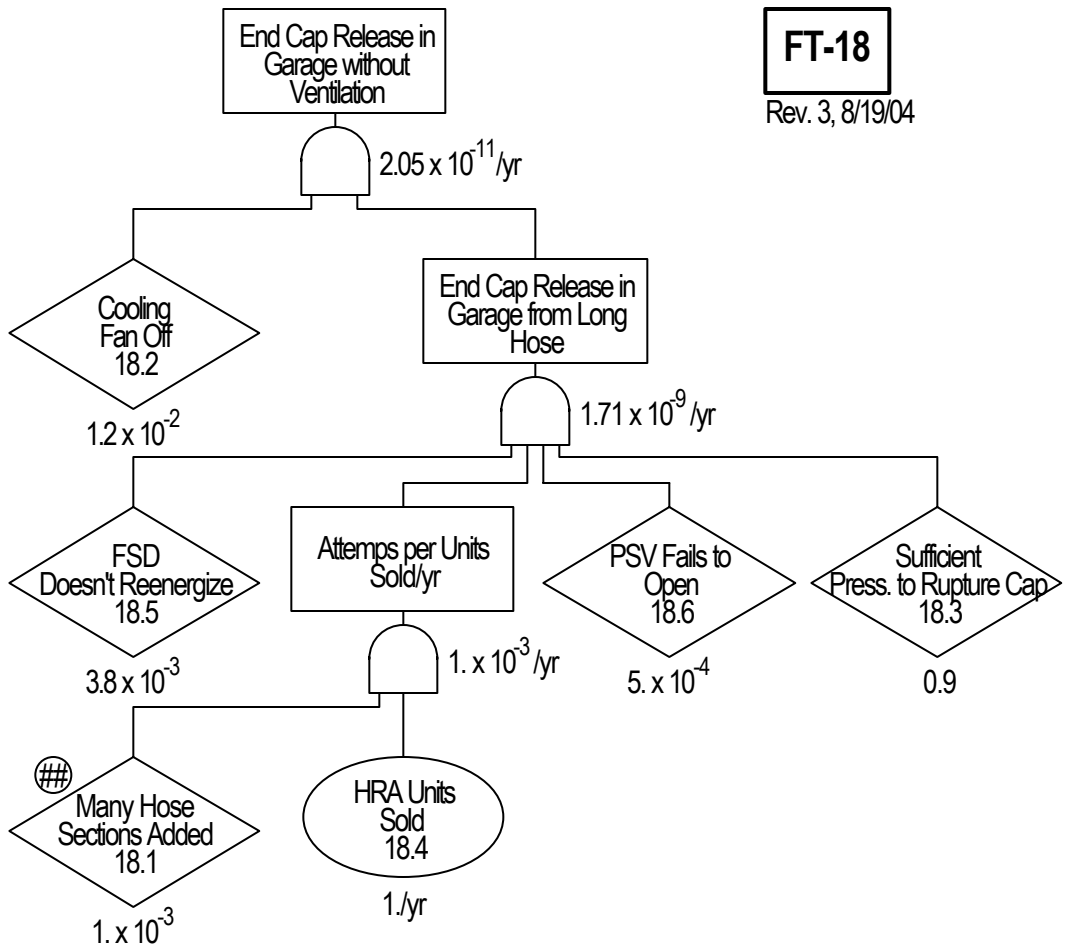 End Cap Release in
Garage without
Ventilation
FT-18
Rev. 3, 8/19/04
2.05 x 10⁻¹¹/yr
Cooling
Fan Off
18.2
1.2 x 10⁻²
End Cap Release in
Garage from Long
Hose
1.71 x 10⁻⁹ /yr
FSD
Doesn't Reenergize
18.5
3.8 x 10⁻³
Attemps per Units
Sold/yr
1. x 10⁻³/yr
PSV Fails to
Open
18.6
5. x 10⁻⁴
Sufficient
Press. to Rupture Cap
18.3
0.9
##
Many Hose
Sections Added
18.1
1. x 10⁻³
HRA Units
Sold
18.4
1./yr